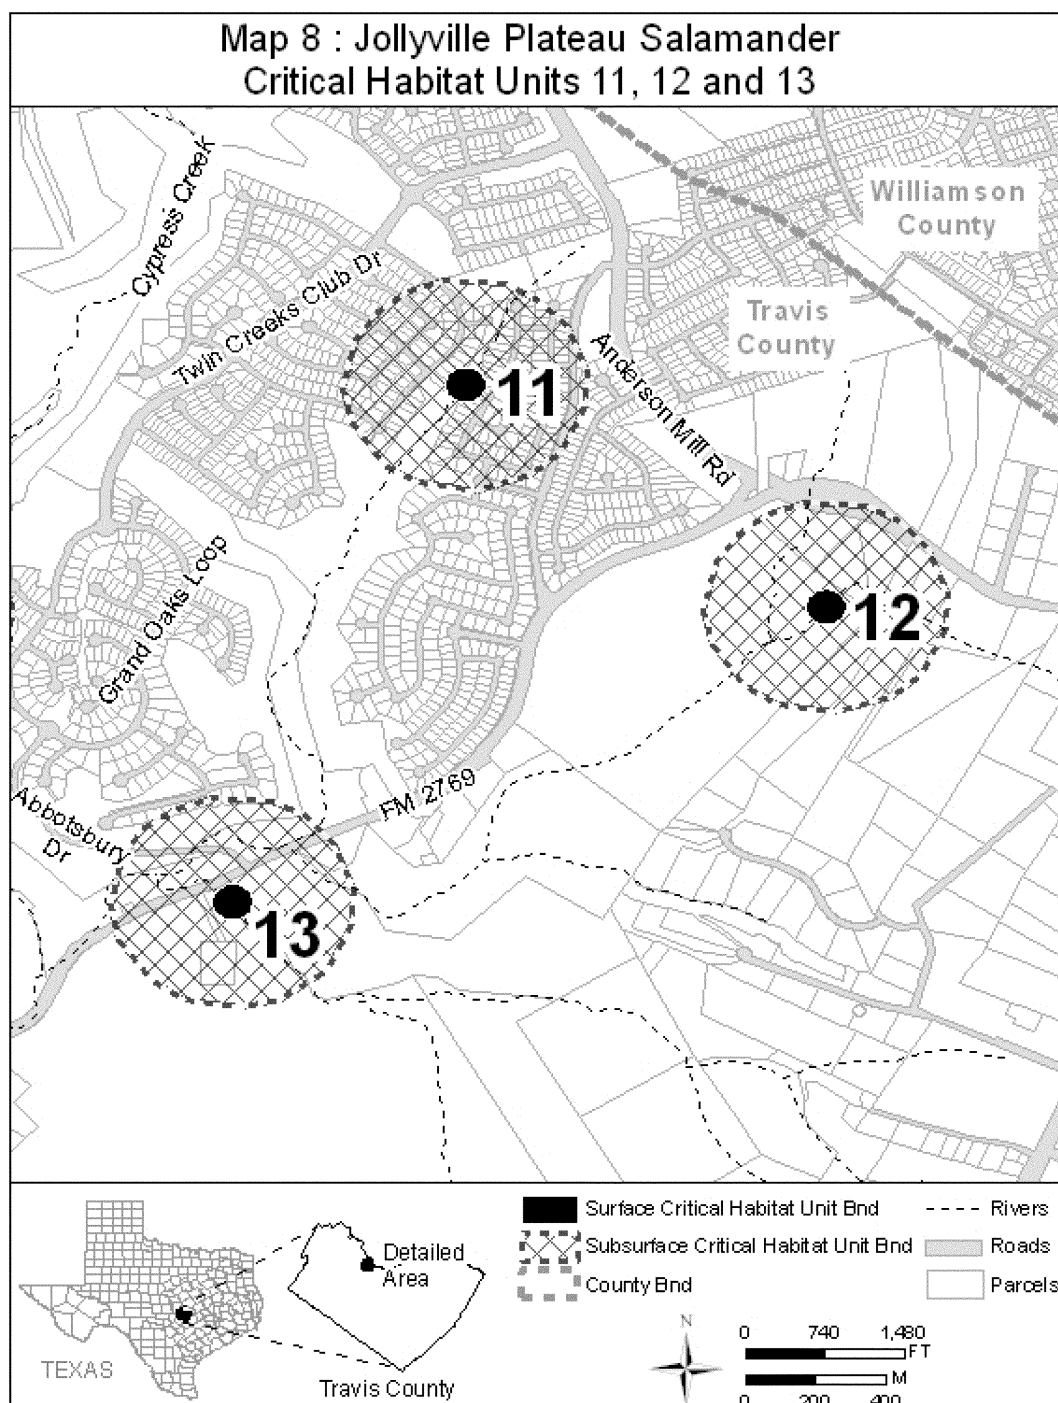 Map 8 : Jollyville Plateau Salamander
Critical Habitat Units 11, 12 and 13
Cypress Creek
Williamson
County
Twin Creeks Club Dr
Travis
County
Anderson Mill Rd
11
12
Grand Oaks Loop
FM 2769
Abbotsbury
Dr
13
Surface Critical Habitat Unit Bnd
Subsurface Critical Habitat Unit Bnd
County Bnd
Rivers
Roads
Parcels
Detailed
Area
TEXAS
Travis County
N
0 740 1,480
FT
M
0 200 400